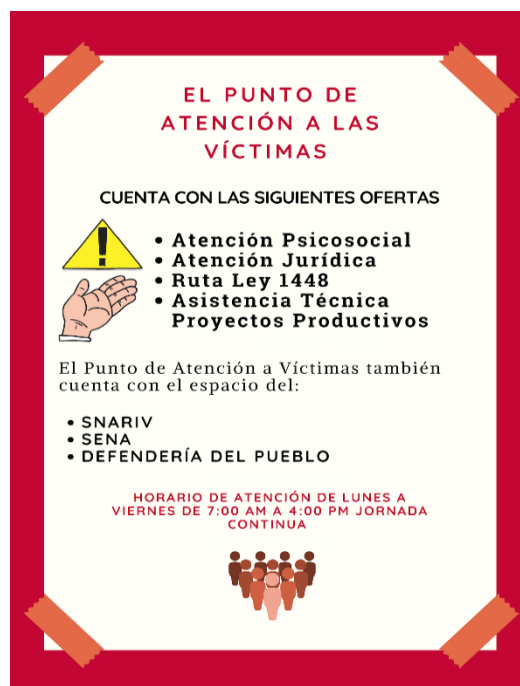 EL PUNTO DE
ATENCIÓN A LAS
VÍCTIMAS
CUENTA CON LAS SIGUIENTES OFERTAS
• Atención Psicosocial
• Atención Jurídica
• Ruta Ley 1448
• Asistencia Técnica
Proyectos Productivos
El Punto de Atención a Víctimas también
cuenta con el espacio del:
• SNARIV
• SENA
• DEFENDERÍA DEL PUEBLO
HORARIO DE ATENCIÓN DE LUNES A
VIERNES DE 7:00 AM A 4:00 PM JORNADA
CONTINUA